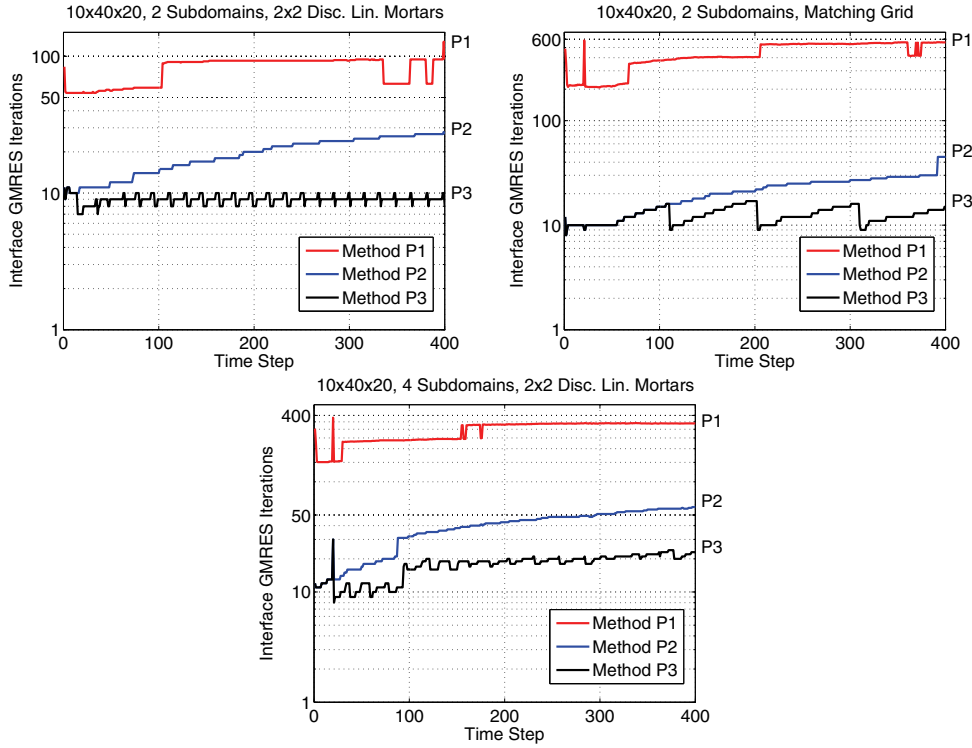 10x40x20, 2 Subdomains, 2x2 Disc. Lin. Mortars
Interface GMRES Iterations
100
50
10
1
0
100
200
300
400
Time Step
P1
P2
P3
Method P1
Method P2
Method P3
10x40x20, 2 Subdomains, Matching Grid
Interface GMRES Iterations
600
100
10
1
0
100
200
300
400
Time Step
P1
P2
P3
Method P1
Method P2
Method P3
10x40x20, 4 Subdomains, 2x2 Disc. Lin. Mortars
Interface GMRES Iterations
400
50
10
1
0
100
200
300
400
Time Step
P1
P2
P3
Method P1
Method P2
Method P3